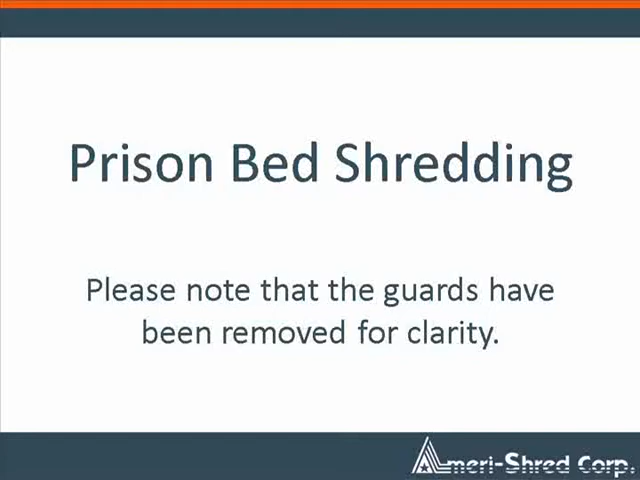 Prison Bed Shredding
Please note that the guards have
been removed for clarity.
Ameri-Shred Corp.